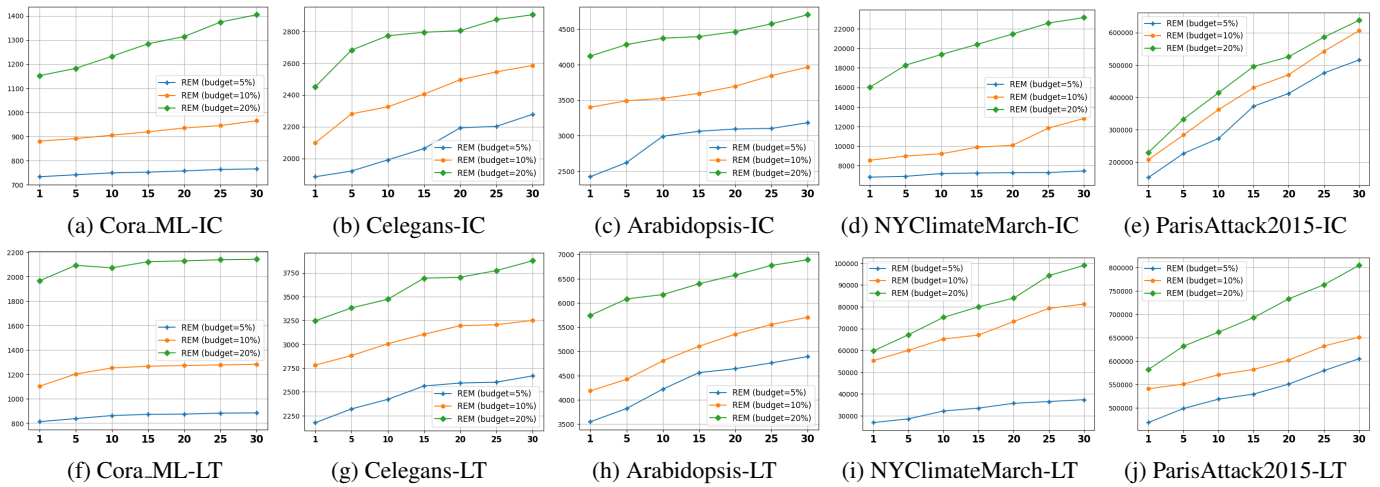 1400
1300
1200
1100
1000
900
800
700
REM (budget=5%)
REM (budget=10%)
REM (budget=20%)
1 5 10 15 20 25 30
(a) Cora_ML-IC
2800
2600
2400
2200
2000
REM (budget=5%)
REM (budget=10%)
REM (budget=20%)
1 5 10 15 20 25 30
(b) Celegans-IC
4500
4000
3500
3000
2500
REM (budget=5%)
REM (budget=10%)
REM (budget=20%)
1 5 10 15 20 25 30
(c) Arabidopsis-IC
22000
20000
18000
16000
14000
12000
10000
8000
REM (budget=5%)
REM (budget=10%)
REM (budget=20%)
1 5 10 15 20 25 30
(d) NYClimateMarch-IC
600000
500000
400000
300000
200000
REM (budget=5%)
REM (budget=10%)
REM (budget=20%)
1 5 10 15 20 25 30
(e) ParisAttack2015-IC
2200
2000
1800
1600
1400
1200
1000
800
REM (budget=5%)
REM (budget=10%)
REM (budget=20%)
1 5 10 15 20 25 30
(f) Cora_ML-LT
3750
3500
3250
3000
2750
2500
2250
REM (budget=5%)
REM (budget=10%)
REM (budget=20%)
1 5 10 15 20 25 30
(g) Celegans-LT
7000
6500
6000
5500
5000
4500
4000
3500
REM (budget=5%)
REM (budget=10%)
REM (budget=20%)
1 5 10 15 20 25 30
(h) Arabidopsis-LT
100000
90000
80000
70000
60000
50000
40000
30000
REM (budget=5%)
REM (budget=10%)
REM (budget=20%)
1 5 10 15 20 25 30
(i) NYClimateMarch-LT
800000
750000
700000
650000
600000
550000
500000
REM (budget=5%)
REM (budget=10%)
REM (budget=20%)
1 5 10 15 20 25 30
(j) ParisAttack2015-LT